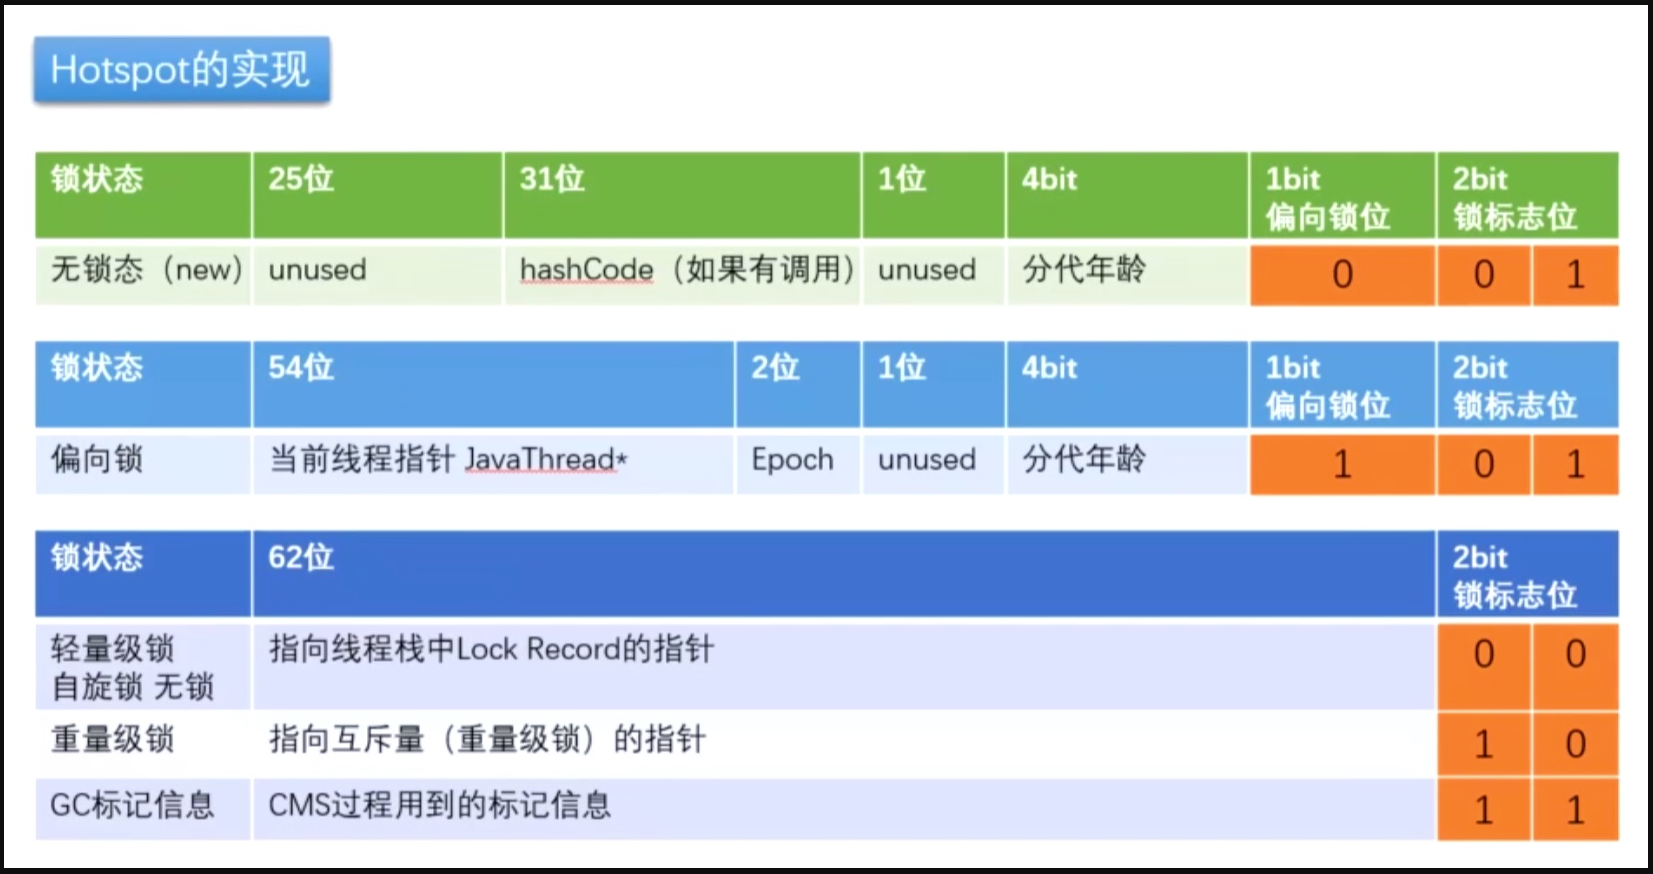 Hotspot的实现
锁状态 25位 31位 1位 4bit 1bit 2bit
偏向锁位 锁标志位
无锁态（new） unused hashCode（如果有调用） unused 分代年龄 0 0 1
锁状态 54位 2位 1位 4bit 1bit 2bit
偏向锁位 锁标志位
偏向锁 当前线程指针 JavaThread* Epoch unused 分代年龄 1 0 1
锁状态 62位 2bit
锁标志位
轻量级锁 指向线程栈中Lock Record的指针 0 0
自旋锁 无锁
重量级锁 指向互斥量（重量级锁）的指针 1 0
GC标记信息 CMS过程用到的标记信息 1 1